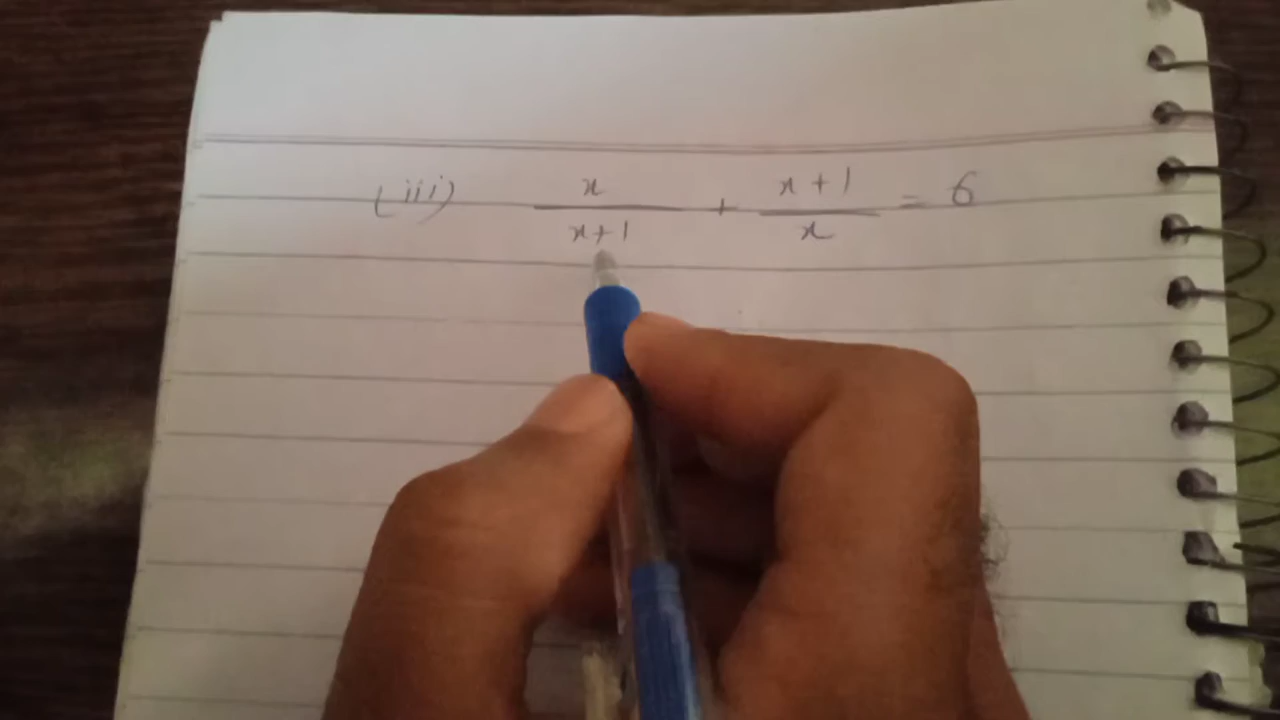 (iii) x/(x+1) + (x+1)/x = 6